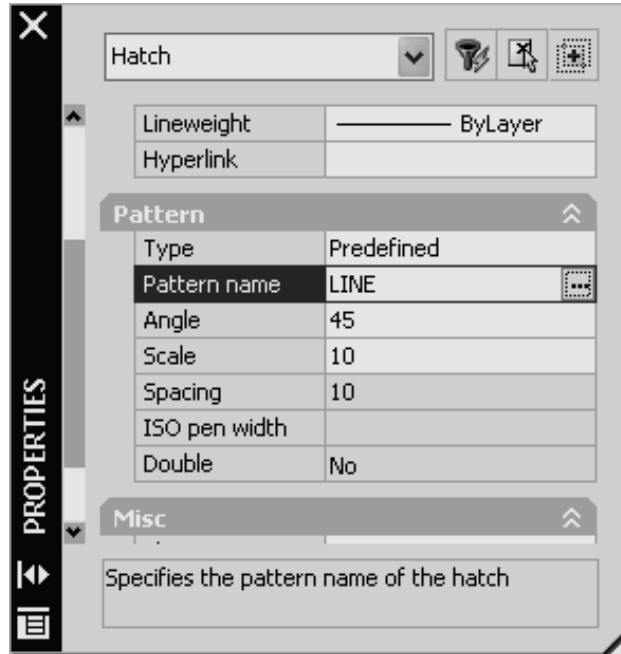 Hatch
Lineweight ByLayer
Hyperlink
Pattern
Type Predefined
Pattern name LINE ...
Angle 45
Scale 10
Spacing 10
ISO pen width
Double No
Misc
Specifies the pattern name of the hatch
PROPERTIES